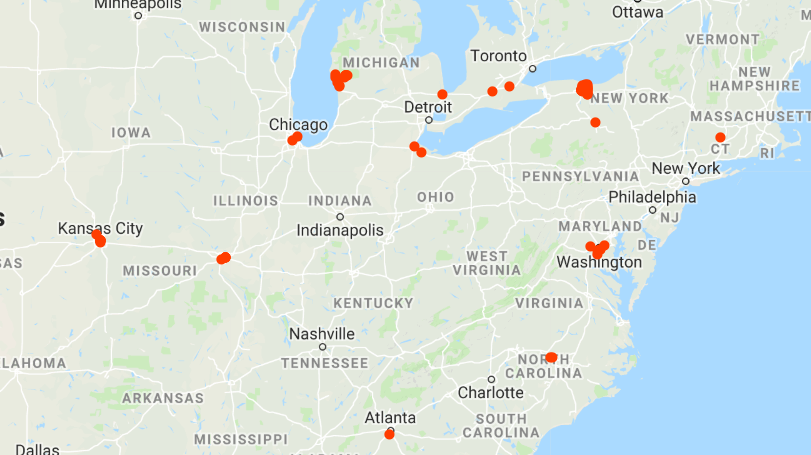 Minneapolis
Ottawa
WISCONSIN
VERMONT
Toronto
MICHIGAN
NEW
HAMPSHIRE
NEW YORK
Detroit
MASSACHUSETT
Chicago
IOWA
CT
RI
New York
PENNSYLVANIA
Philadelphia
ILLINOIS
INDIANA
OHIO
NJ
s
Kansas City
Indianapolis
MARYLAND
DE
Washington
SAS
MISSOURI
WEST
VIRGINIA
KENTUCKY
VIRGINIA
Nashville
LAHOMA
TENNESSEE
NORTH
CAROLINA
Charlotte
ARKANSAS
Atlanta
SOUTH
CAROLINA
MISSISSIPPI
Dallas